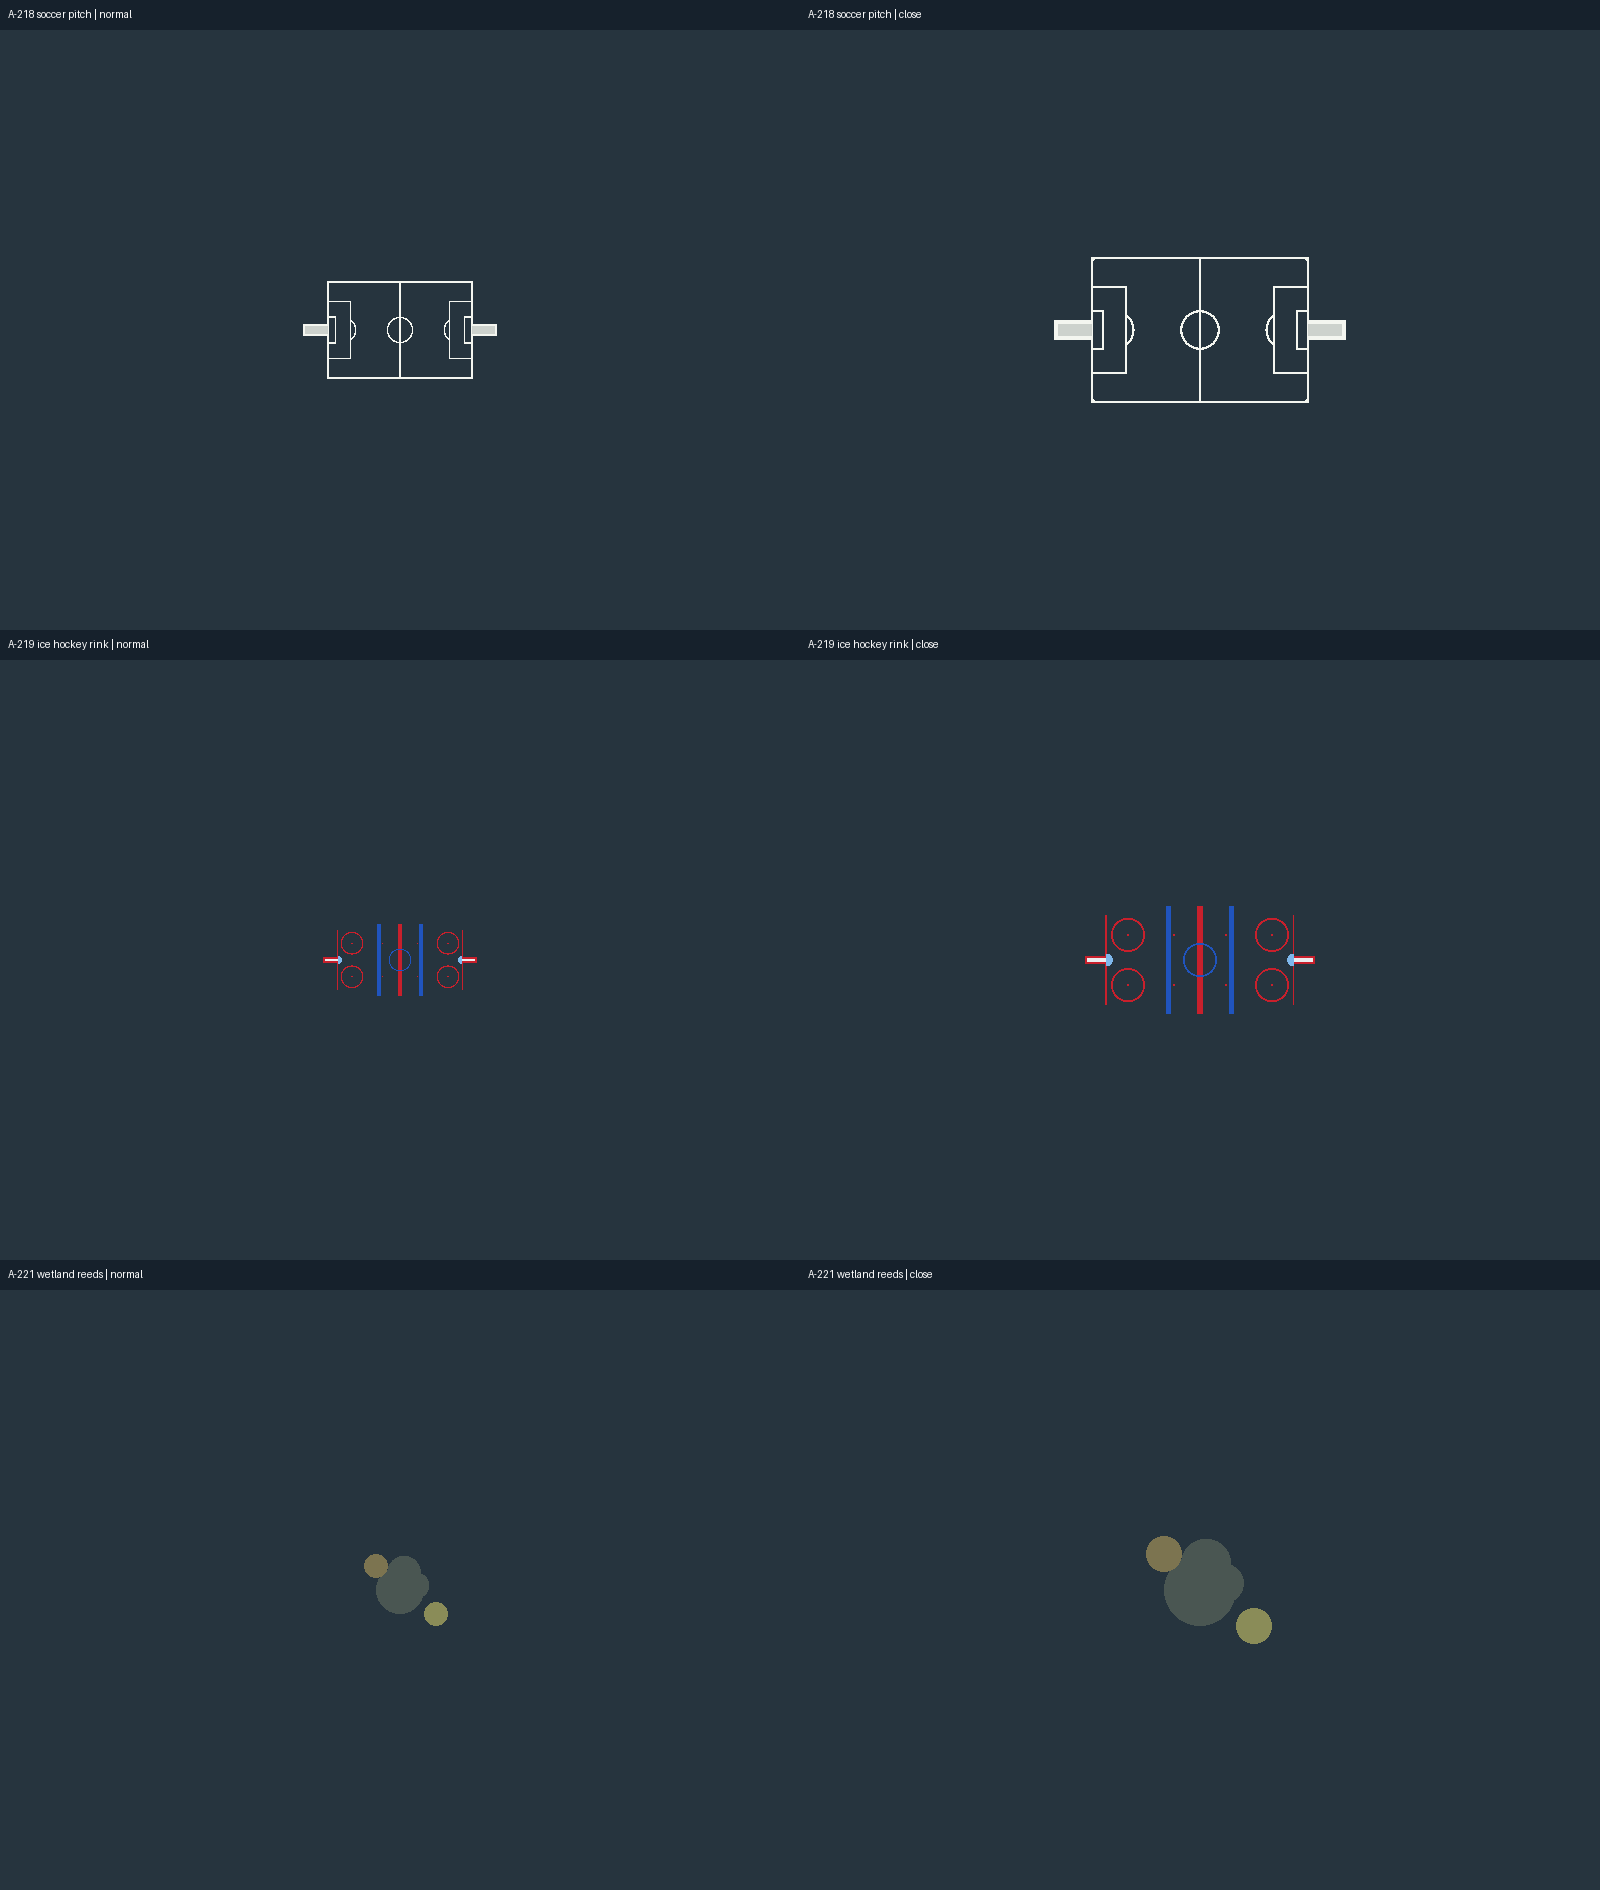 A-218 soccer pitch | normal
A-218 soccer pitch | close
A-219 ice hockey rink | normal
A-219 ice hockey rink | close
A-221 wetland reeds | normal
A-221 wetland reeds | close